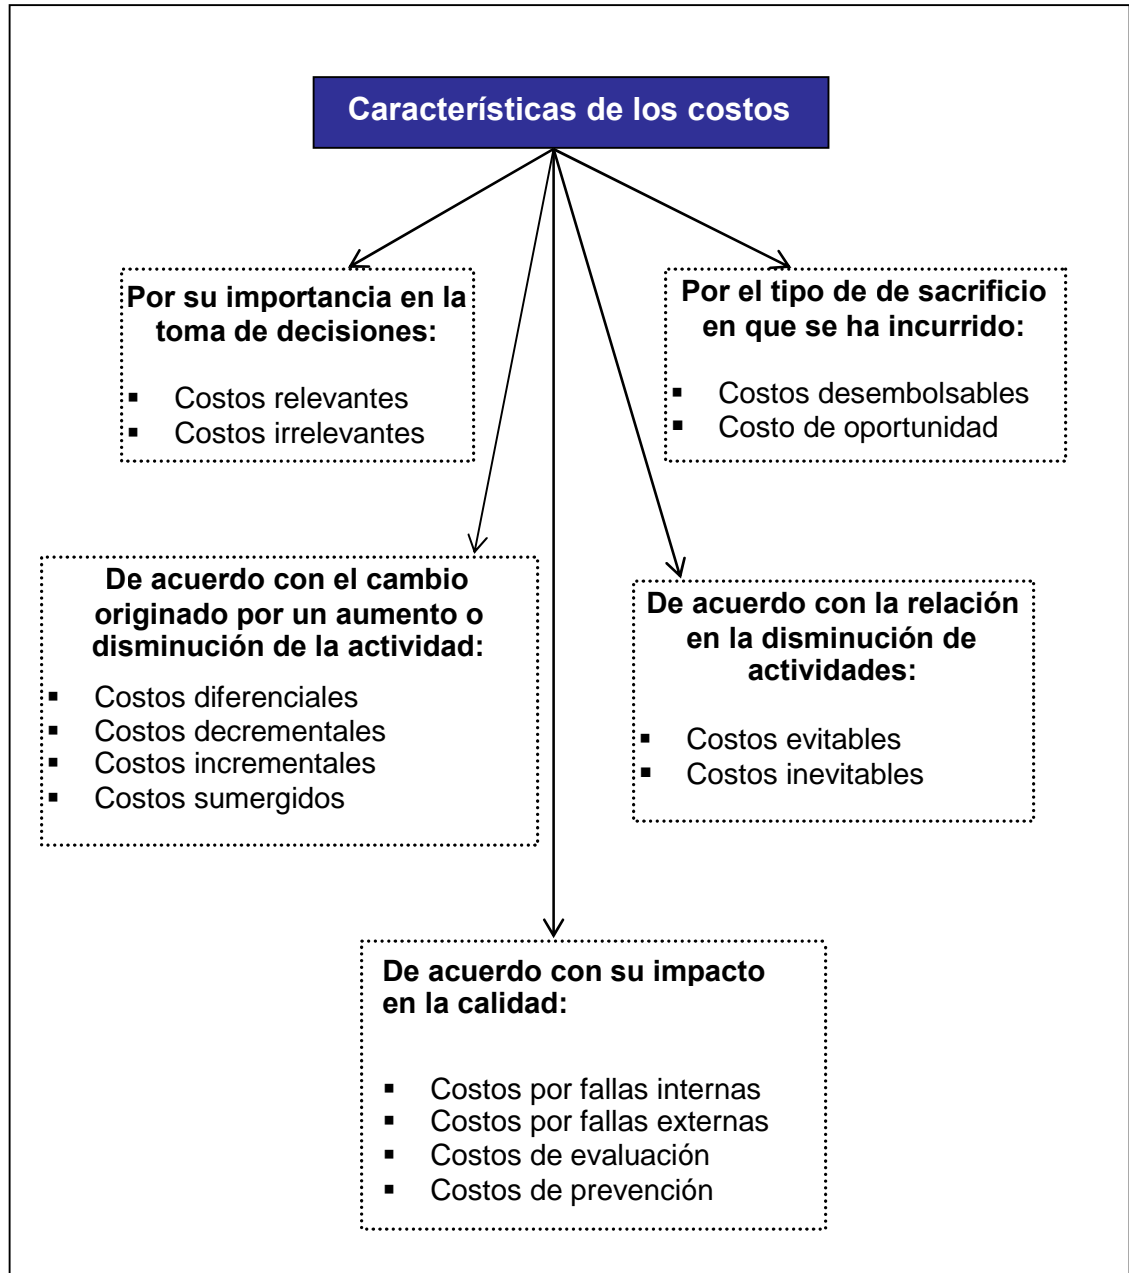 Características de los costos
Por su importancia en la
toma de decisiones:
▪ Costos relevantes
▪ Costos irrelevantes
Por el tipo de de sacrificio
en que se ha incurrido:
▪ Costos desembolsables
▪ Costo de oportunidad
De acuerdo con el cambio
originado por un aumento o
disminución de la actividad:
▪ Costos diferenciales
▪ Costos decrementales
▪ Costos incrementales
▪ Costos sumergidos
De acuerdo con la relación
en la disminución de
actividades:
▪ Costos evitables
▪ Costos inevitables
De acuerdo con su impacto
en la calidad:
▪ Costos por fallas internas
▪ Costos por fallas externas
▪ Costos de evaluación
▪ Costos de prevención